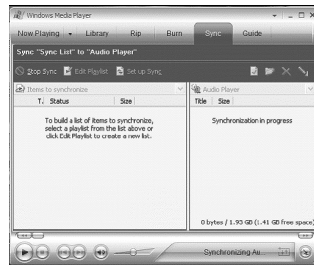 Windows Media Player
Now Playing Library Rip Burn Sync Guide
Sync "Sync List" to "Audio Player"
Stop Sync Edit Playlist Set up Sync
Items to synchronize
Audio Player
T. Status Size
Title Size
To build a list of items to synchronize,
select a playlist from the list above or
click Edit Playlist to create a new list.
Synchronization in progress
0 bytes / 1.93 GB (1.41 GB free space)
Synchronizing Au...